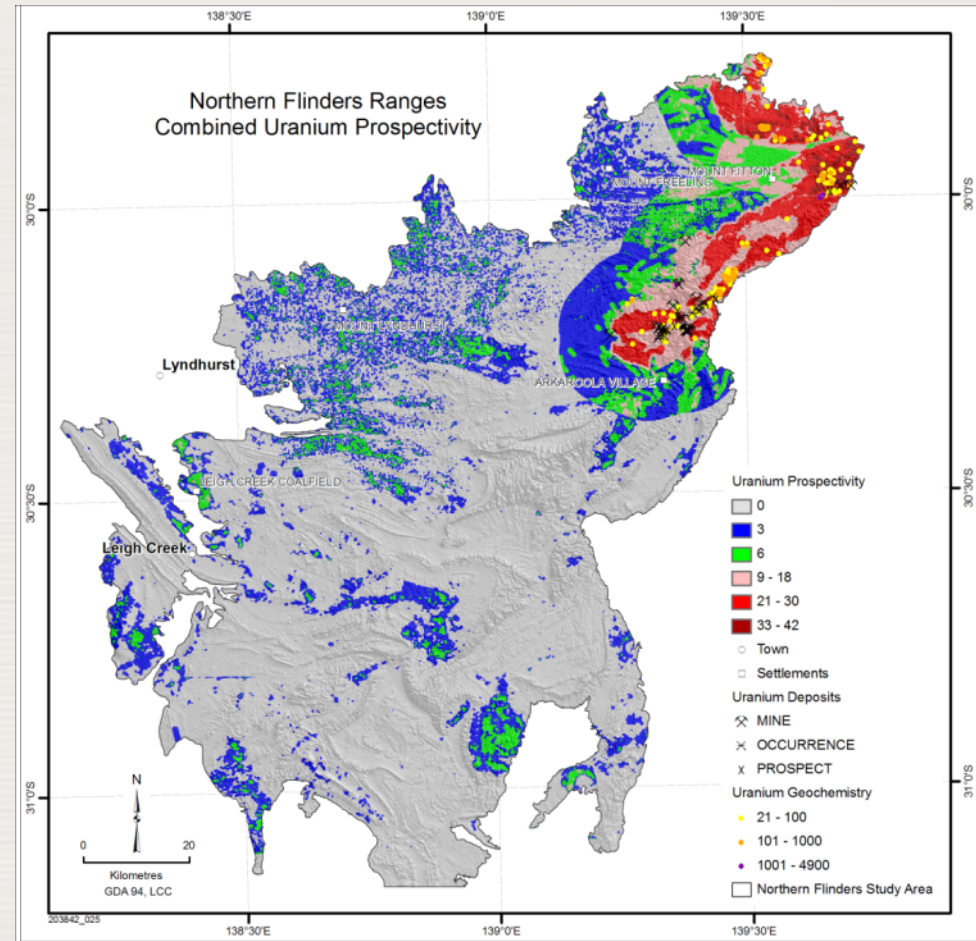 138°30'E
139°0'E
139°30'E
Northern Flinders Ranges
Combined Uranium Prospectivity
MOUNT FITTON
MOUNT FREELING
30°0'S
30°0'S
MOUNT LYNDHURST
Lyndhurst
ARKAROOLA VILLAGE
LEIGH CREEK COALFIELD
30°30'S
30°30'S
Leigh Creek
Uranium Prospectivity
0
3
6
9 - 18
21 - 30
33 - 42
Town
Settlements
Uranium Deposits
MINE
OCCURRENCE
PROSPECT
Uranium Geochemistry
21 - 100
101 - 1000
1001 - 4900
Northern Flinders Study Area
N
31°0'S
31°0'S
0 20
Kilometres
GDA 94, LCC
203842_025
138°30'E
139°0'E
139°30'E